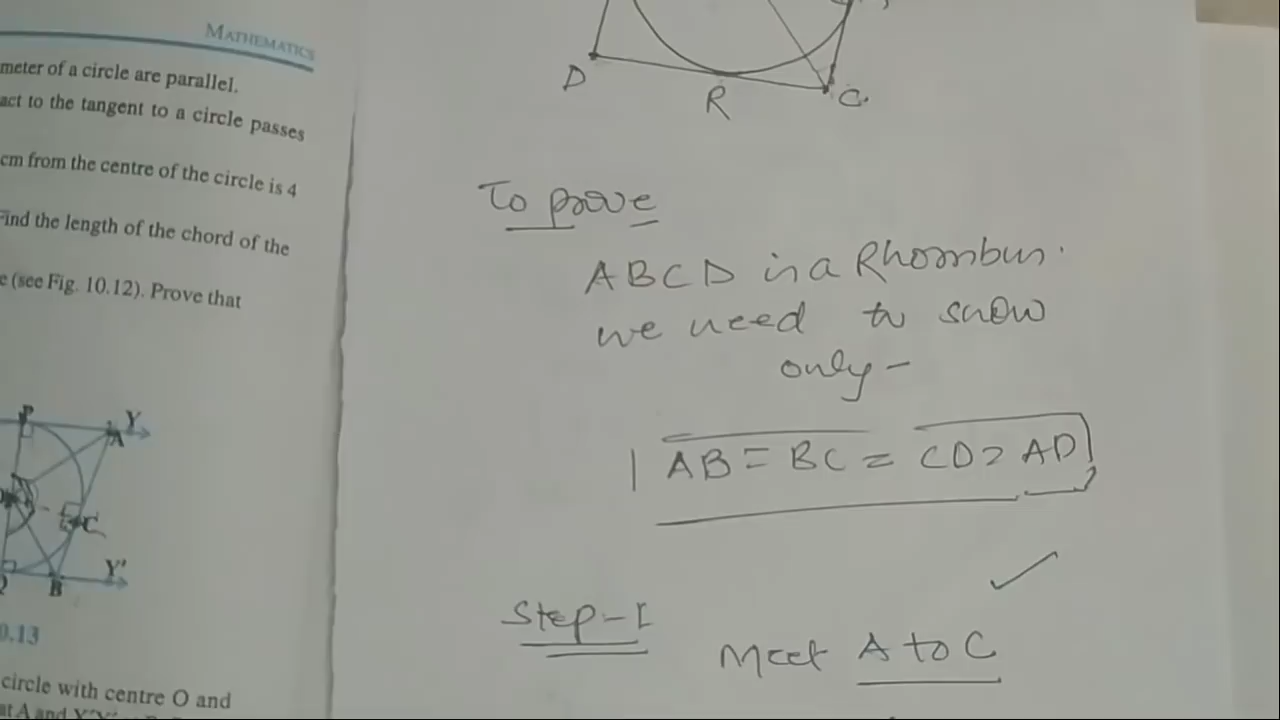 MATHEMATICS
meter of a circle are parallel.
act to the tangent to a circle passes
cm from the centre of the circle is 4
Find the length of the chord of the
e (see Fig. 10.12). Prove that
P Y
A
C
B Y'
0.13
circle with centre O and
at A and
D R C
To prove
ABCD is a Rhombus.
we need to show
only -
AB = BC = CD = AD
Step-I
Meet A to C